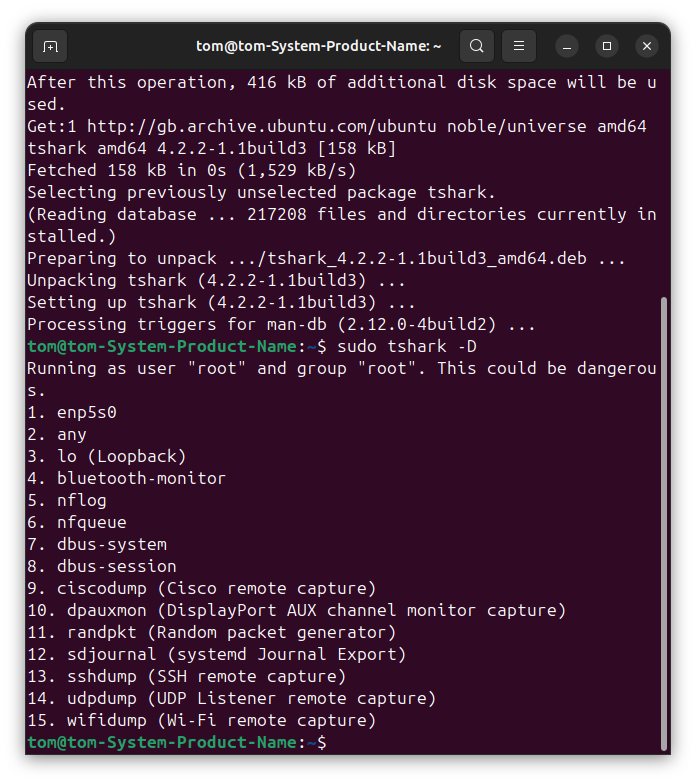 tom@tom-System-Product-Name: ~
After this operation, 416 kB of additional disk space will be u
sed.
Get:1 http://gb.archive.ubuntu.com/ubuntu noble/universe amd64
tshark amd64 4.2.2-1.1build3 [158 kB]
Fetched 158 kB in 0s (1,529 kB/s)
Selecting previously unselected package tshark.
(Reading database ... 217208 files and directories currently in
stalled.)
Preparing to unpack .../tshark_4.2.2-1.1build3_amd64.deb ...
Unpacking tshark (4.2.2-1.1build3) ...
Setting up tshark (4.2.2-1.1build3) ...
Processing triggers for man-db (2.12.0-4build2) ...
tom@tom-System-Product-Name:~$ sudo tshark -D
Running as user "root" and group "root". This could be dangerou
s.
1. enp5s0
2. any
3. lo (Loopback)
4. bluetooth-monitor
5. nflog
6. nfqueue
7. dbus-system
8. dbus-session
9. ciscodump (Cisco remote capture)
10. dpauxmon (DisplayPort AUX channel monitor capture)
11. randpkt (Random packet generator)
12. sdjournal (systemd Journal Export)
13. sshdump (SSH remote capture)
14. udpdump (UDP Listener remote capture)
15. wifidump (Wi-Fi remote capture)
tom@tom-System-Product-Name:~$